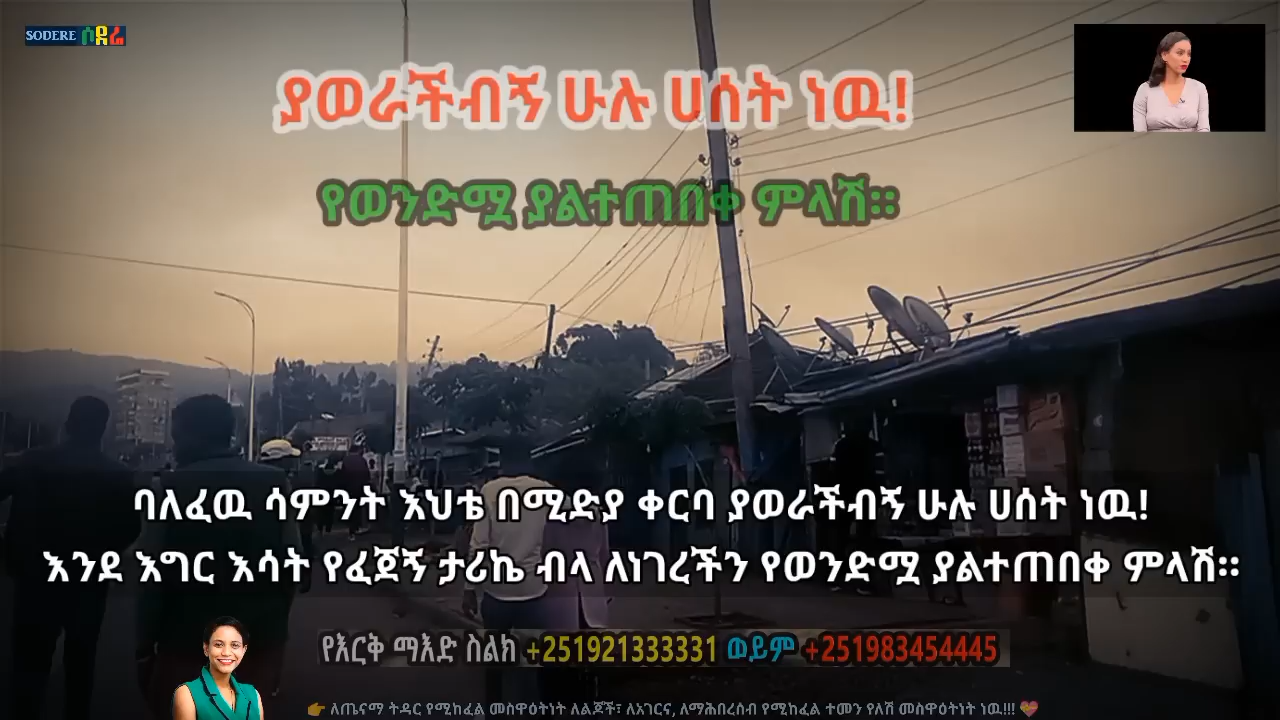 SODERE ሶደሬ
ያወራችብኝ ሁሉ ሀሰት ነዉ!
የወንድሟ ያልተጠበቀ ምላሽ።
ባለፈዉ ሳምንት እህቴ በሚድያ ቀርባ ያወራችብኝ ሁሉ ሀሰት ነዉ!
እንደ እግር እሳት የፈጀኝ ታሪኬ ብላ ለነገረችን የወንድሟ ያልተጠበቀ ምላሽ።
የእርቅ ማእድ ስልክ +251921333331 ወይም +251983454445
👉 ለጤናማ ትዳር የሚከፈል መስዋዕትነት ለልጆች፣ ለአገርና, ለማሕበረሰብ የሚከፈል ተመን የለሽ መስዋዕትነት ነዉ!!! 💝